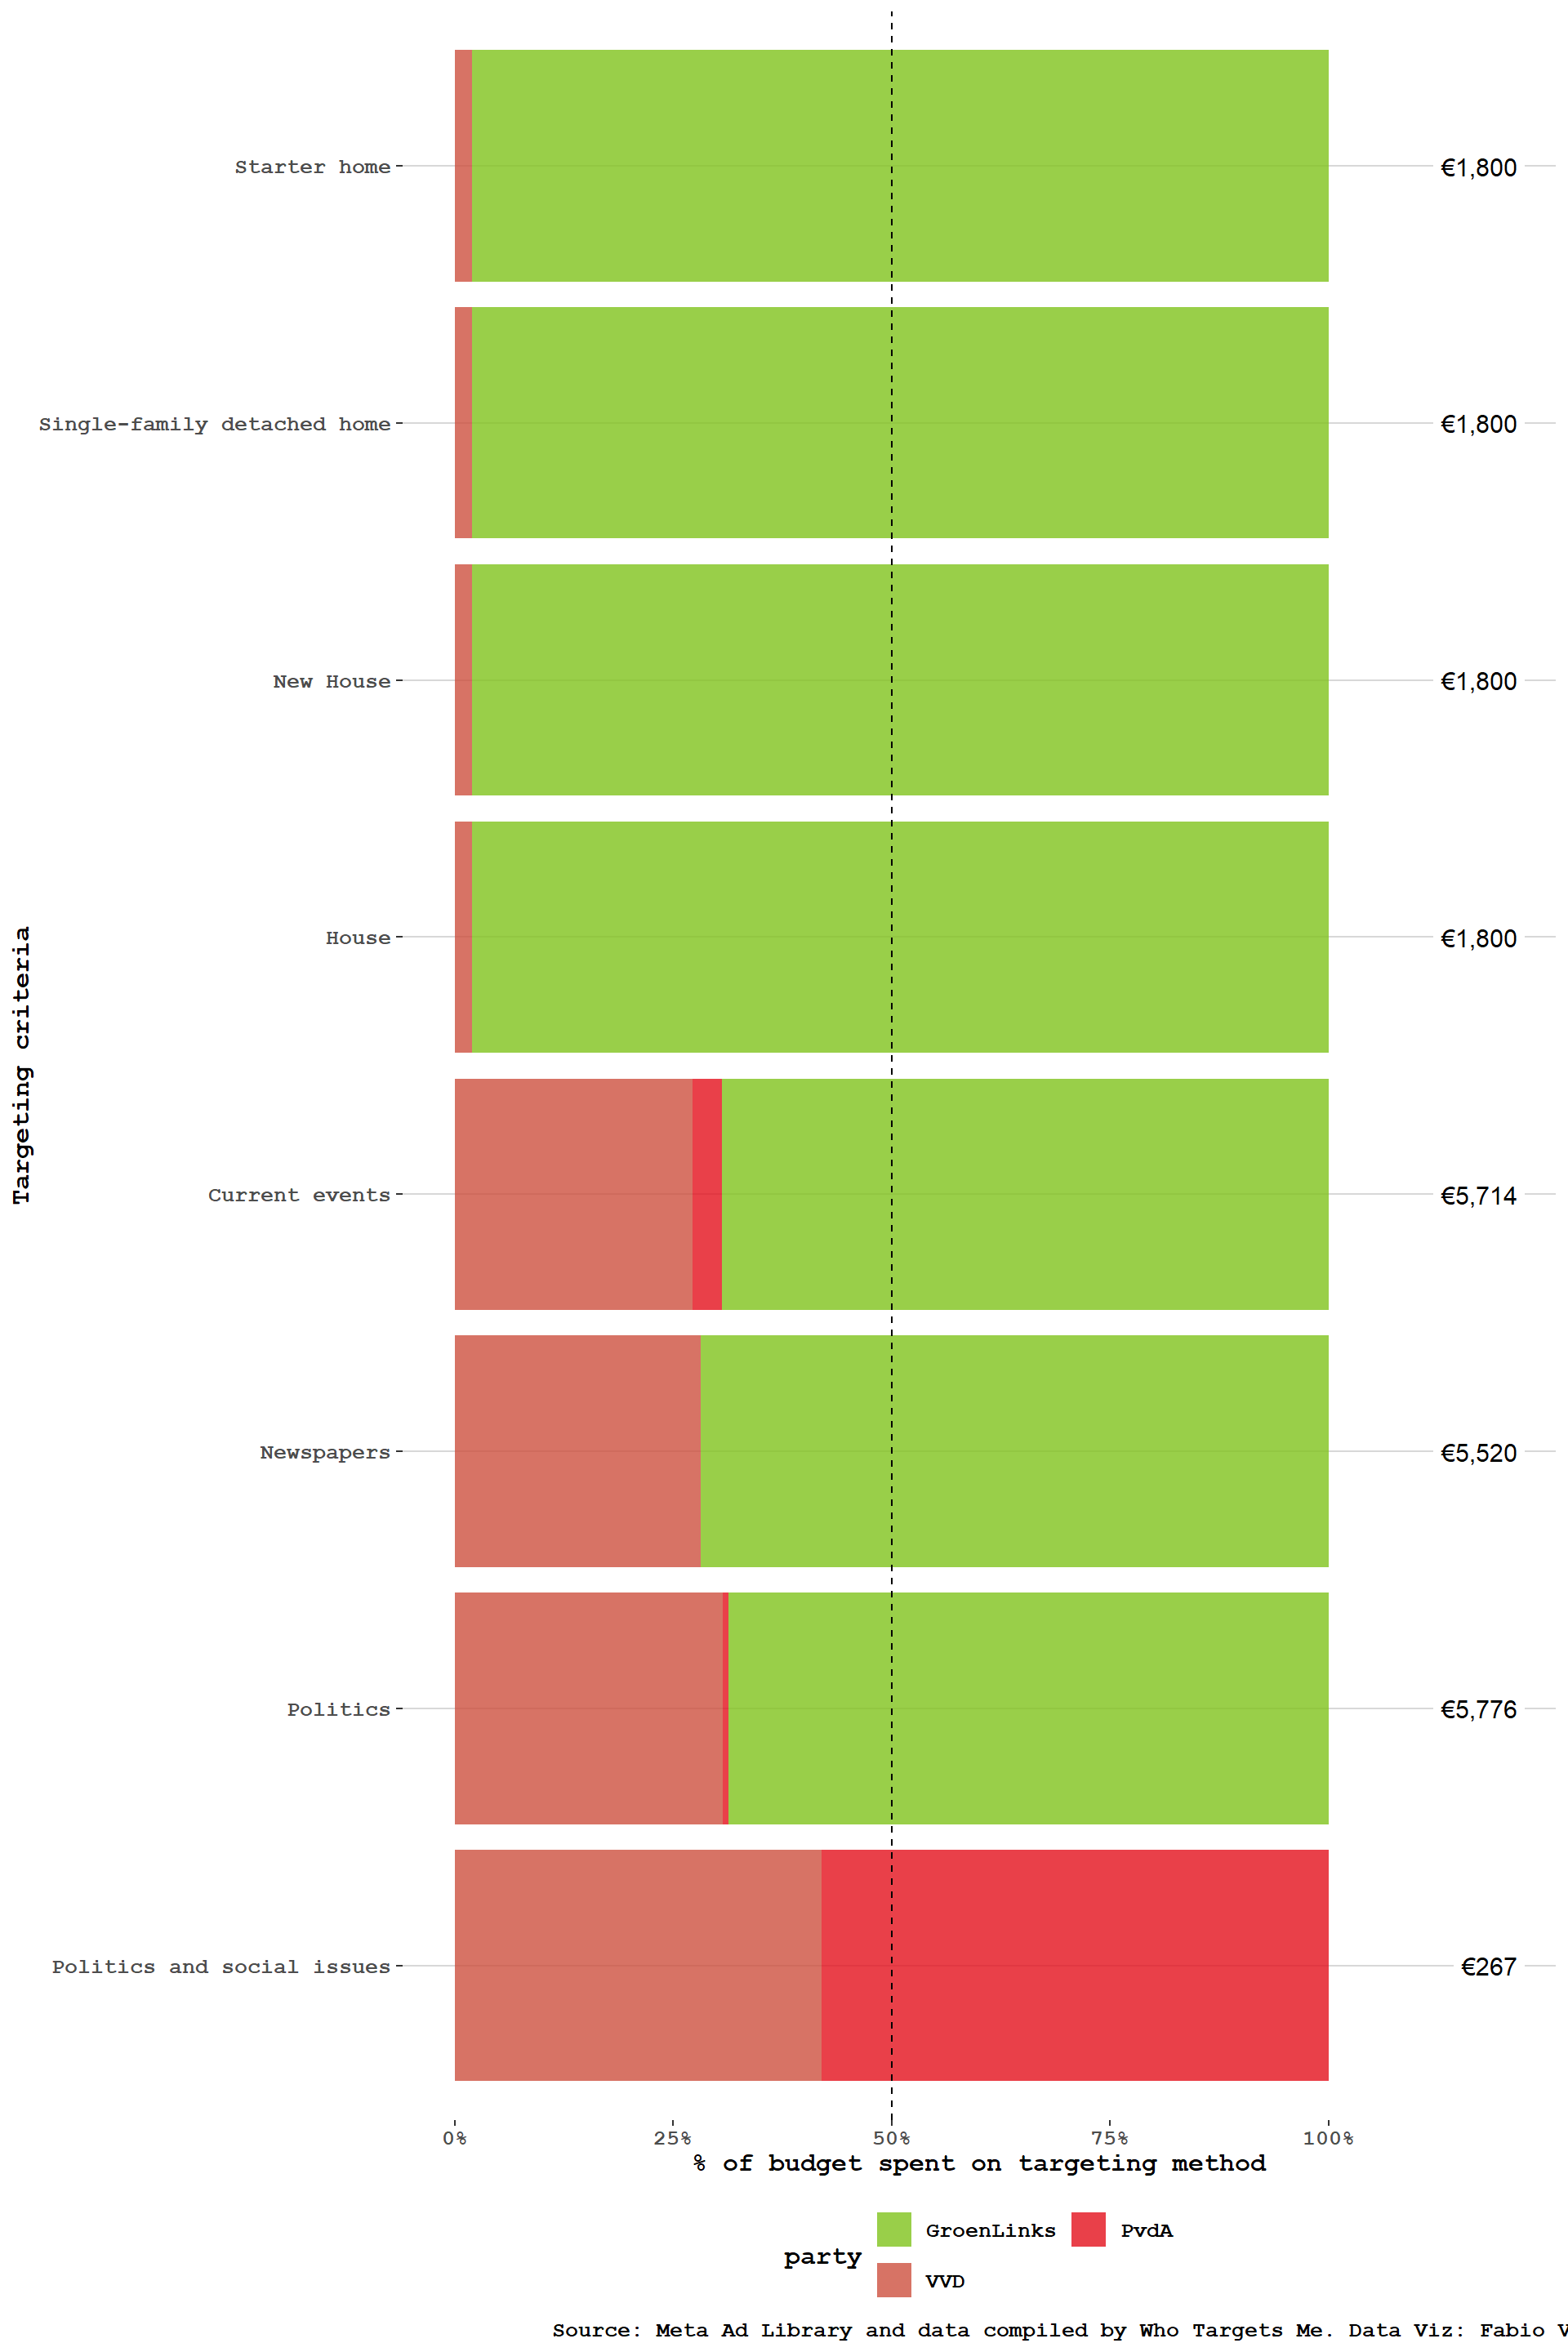 Starter home
€1,800
Single-family detached home
€1,800
New House
€1,800
House
€1,800
Targeting criteria
Current events
€5,714
Newspapers
€5,520
Politics
€5,776
Politics and social issues
€267
0% 25% 50% 75% 100%
% of budget spent on targeting method
party
GroenLinks PvdA
VVD
Source: Meta Ad Library and data compiled by Who Targets Me. Data Viz: Fabio